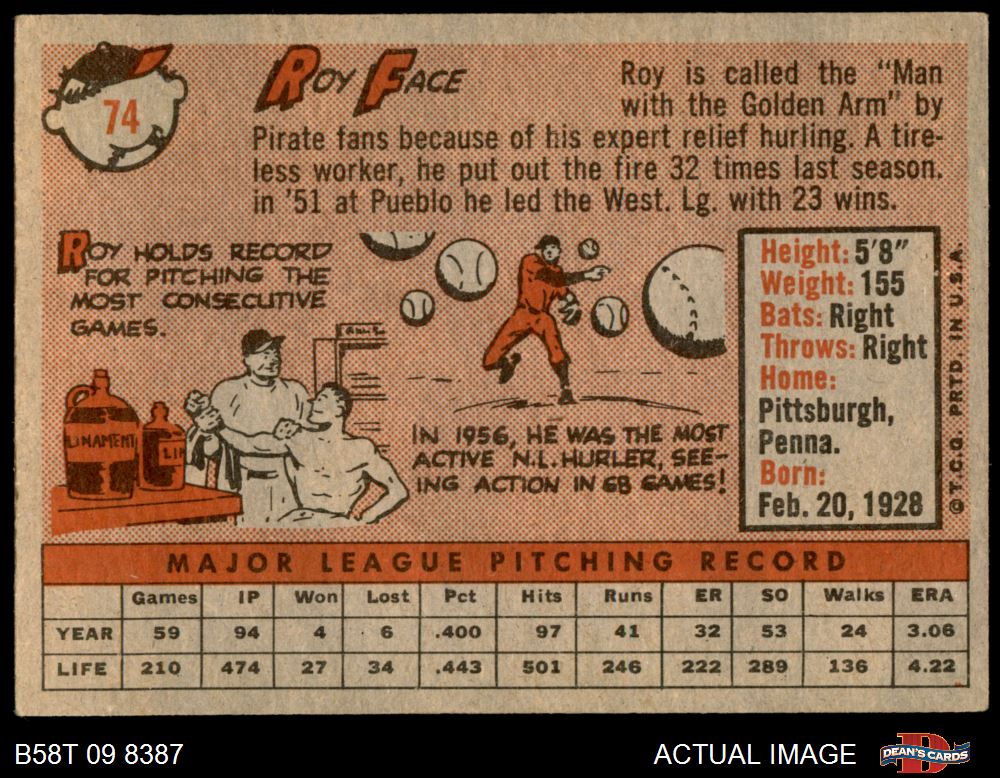 74
ROY FACE
Roy is called the "Man
with the Golden Arm" by
Pirate fans because of his expert relief hurling. A tire-
less worker, he put out the fire 32 times last season.
in '51 at Pueblo he led the West. Lg. with 23 wins.
ROY HOLDS RECORD
FOR PITCHING THE
MOST CONSECUTIVE
GAMES.
LINAMENT
LIN
IN 1956, HE WAS THE MOST
ACTIVE N.L. HURLER, SEE-
ING ACTION IN 68 GAMES!
Height: 5'8"
Weight: 155
Bats: Right
Throws: Right
Home:
Pittsburgh,
Penna.
Born:
Feb. 20, 1928
© T.C.G. PRTD. IN U.S.A.
MAJOR LEAGUE PITCHING RECORD
Games IP Won Lost Pct Hits Runs ER SO Walks ERA
YEAR 59 94 4 6 .400 97 41 32 53 24 3.06
LIFE 210 474 27 34 .443 501 246 222 289 136 4.22
B58T 09 8387
ACTUAL IMAGE
DEAN'S CARDS